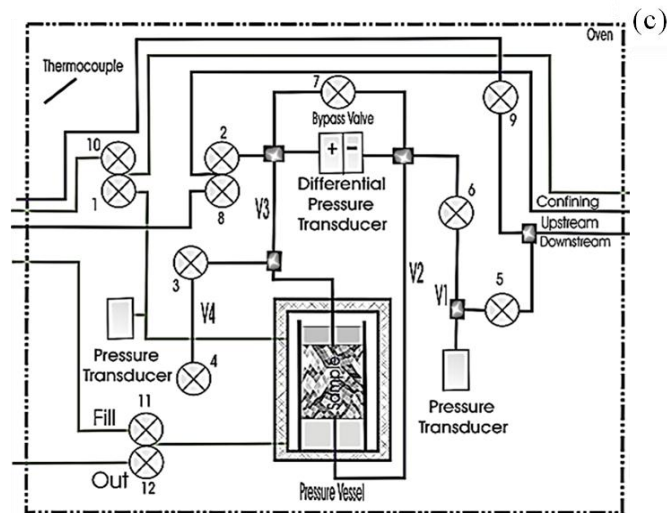 (c)
Oven
Thermocouple
7
Bypass Valve
9
10
2
+ -
1
8
Differential
Pressure
Transducer
V3
6
Confining
Upstream
Downstream
3
V4
V2
V1
5
4
Pressure
Transducer
Sample
Pressure
Transducer
Fill
11
Out
12
Pressure Vessel